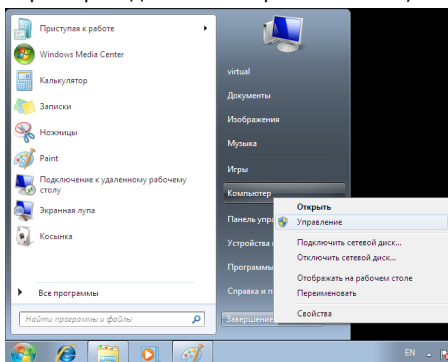 Приступая к работе
Windows Media Center
Калькулятор
Записки
Ножницы
Paint
Подключение к удаленному рабочему
столу
Экранная лупа
Косынка
Все программы
Найти программы и файлы
virtual
Документы
Изображения
Музыка
Игры
Компьютер
Панель упра
Устройства
Программы
Справка и п
Завершение
Открыть
Управление
Подключить сетевой диск...
Отключить сетевой диск...
Отображать на рабочем столе
Переименовать
Свойства
EN